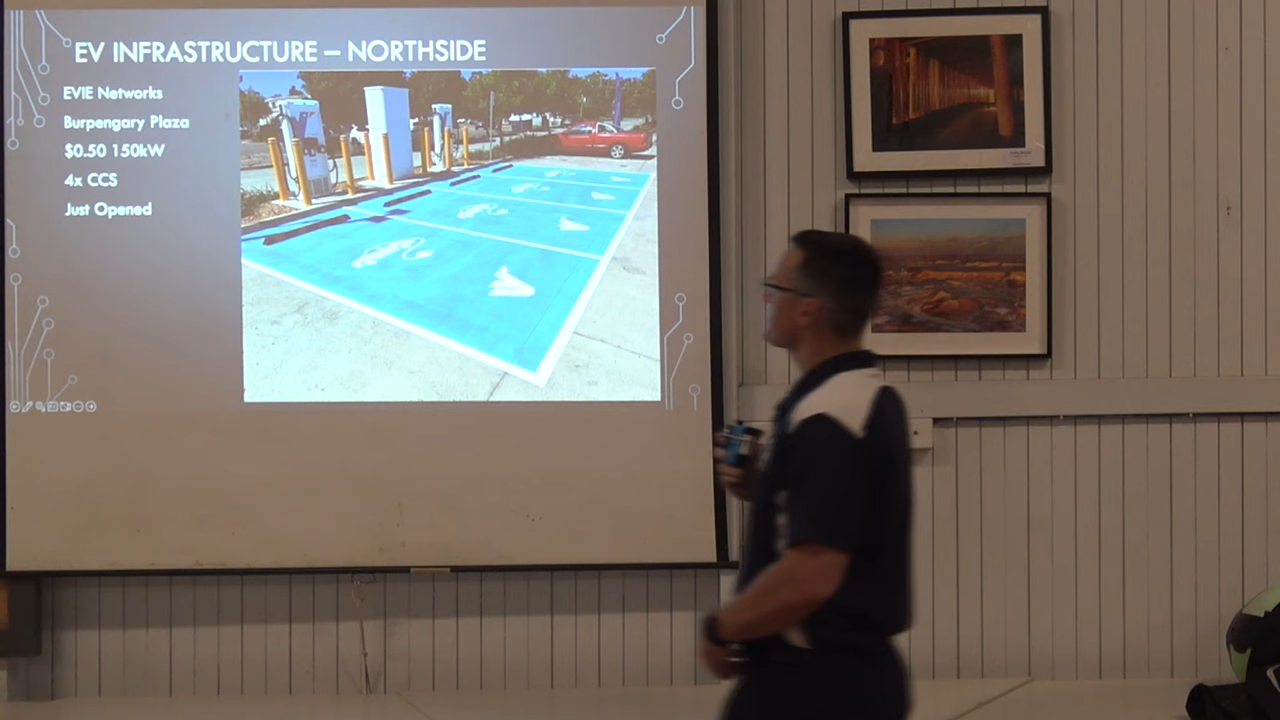 EV INFRASTRUCTURE – NORTHSIDE
EVIE Networks
Burpengary Plaza
$0.50 150kW
4x CCS
Just Opened